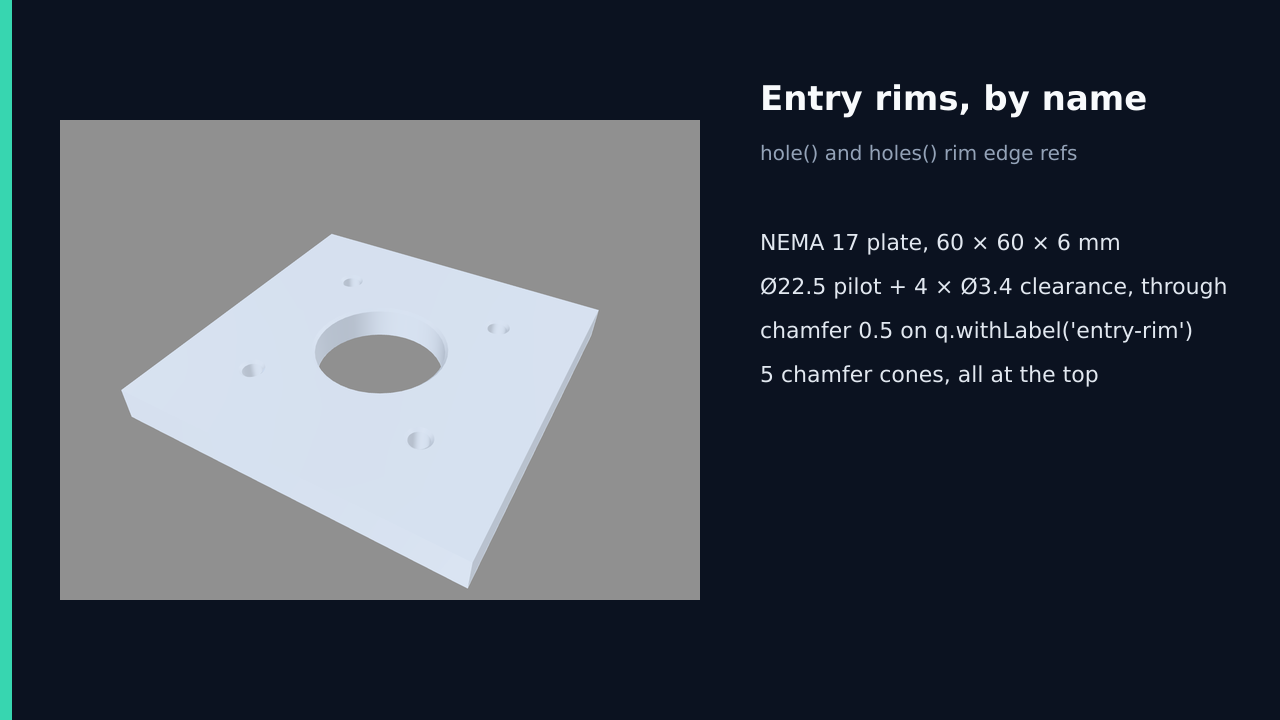 Entry rims, by name
hole() and holes() rim edge refs
NEMA 17 plate, 60 × 60 × 6 mm
Ø22.5 pilot + 4 × Ø3.4 clearance, through
chamfer 0.5 on q.withLabel('entry-rim')
5 chamfer cones, all at the top